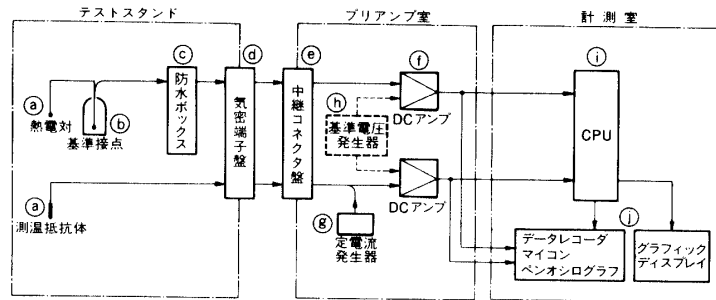 テストスタンド
プリアンプ室
計測室
ⓒ
ⓓ
ⓔ
ⓕ
ⓘ
防水ボックス
気密端子盤
中継コネクタ盤
ⓐ
熱電対
ⓑ
基準接点
ⓗ
基準電圧
発生器
DCアンプ
CPU
ⓐ
測温抵抗体
ⓖ
定電流
発生器
DCアンプ
ⓙ
データレコーダ
マイコン
ペンオシログラフ
グラフィック
ディスプレイ